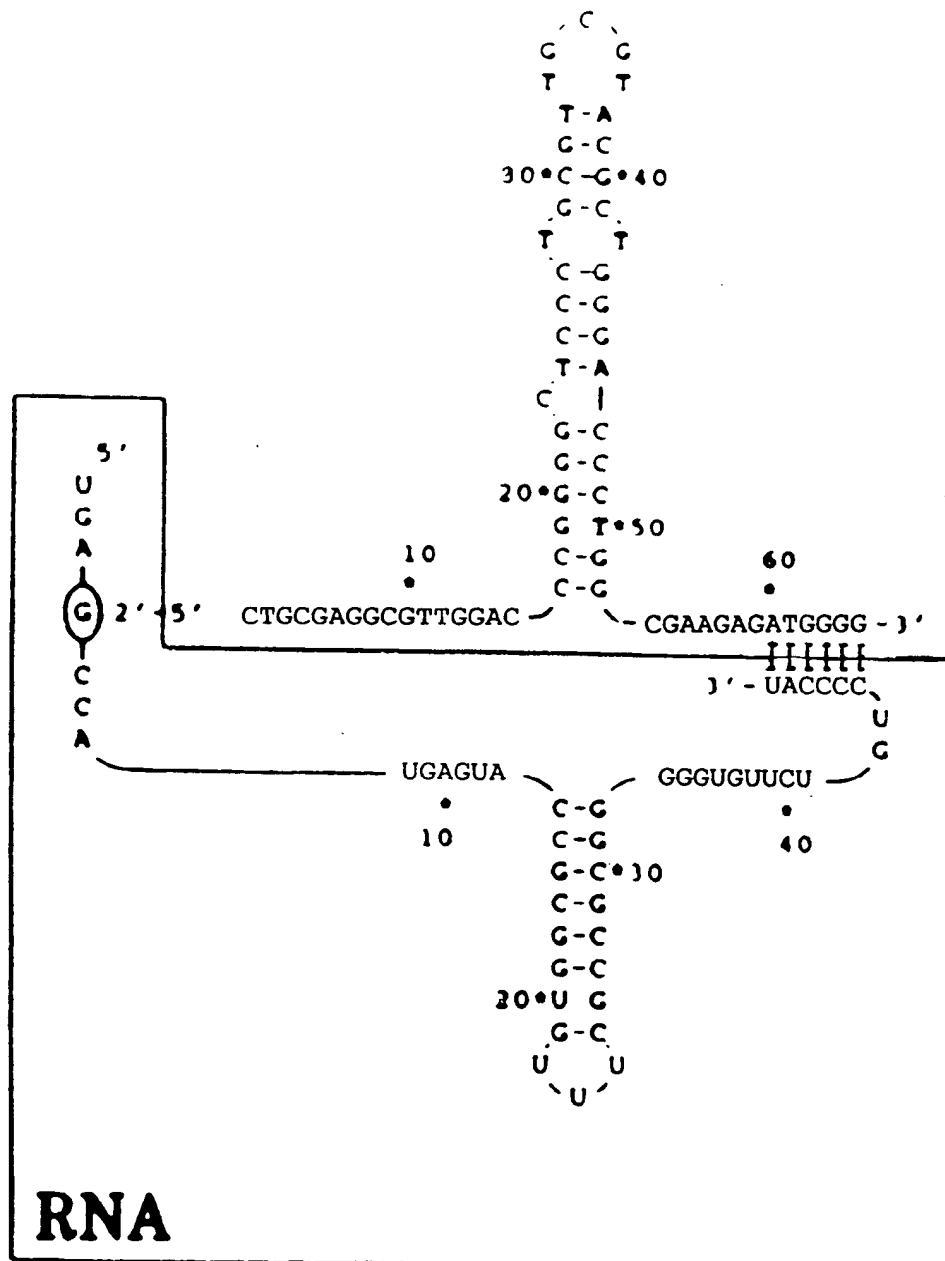 C
G G
T T
T - A
G - C
30 • C - G • 40
G - C
T T
C - G
C - G
C - G
T - A
C
G - C
G - C
5'
U
20 • G - C
G
G T • 50
A
C - G
10 60
G 2' - 5' CTGCGAGGCGTTGGAC C - G CGAAGAGATGGGG - 3'
C
3' - UACCCC
C
U
A
G
UGAGUA GGGUGUUCU
C - G
10 40
C - G
G - C • 30
C - G
G - C
G - C
20 • U G
G - C
U U
U
RNA